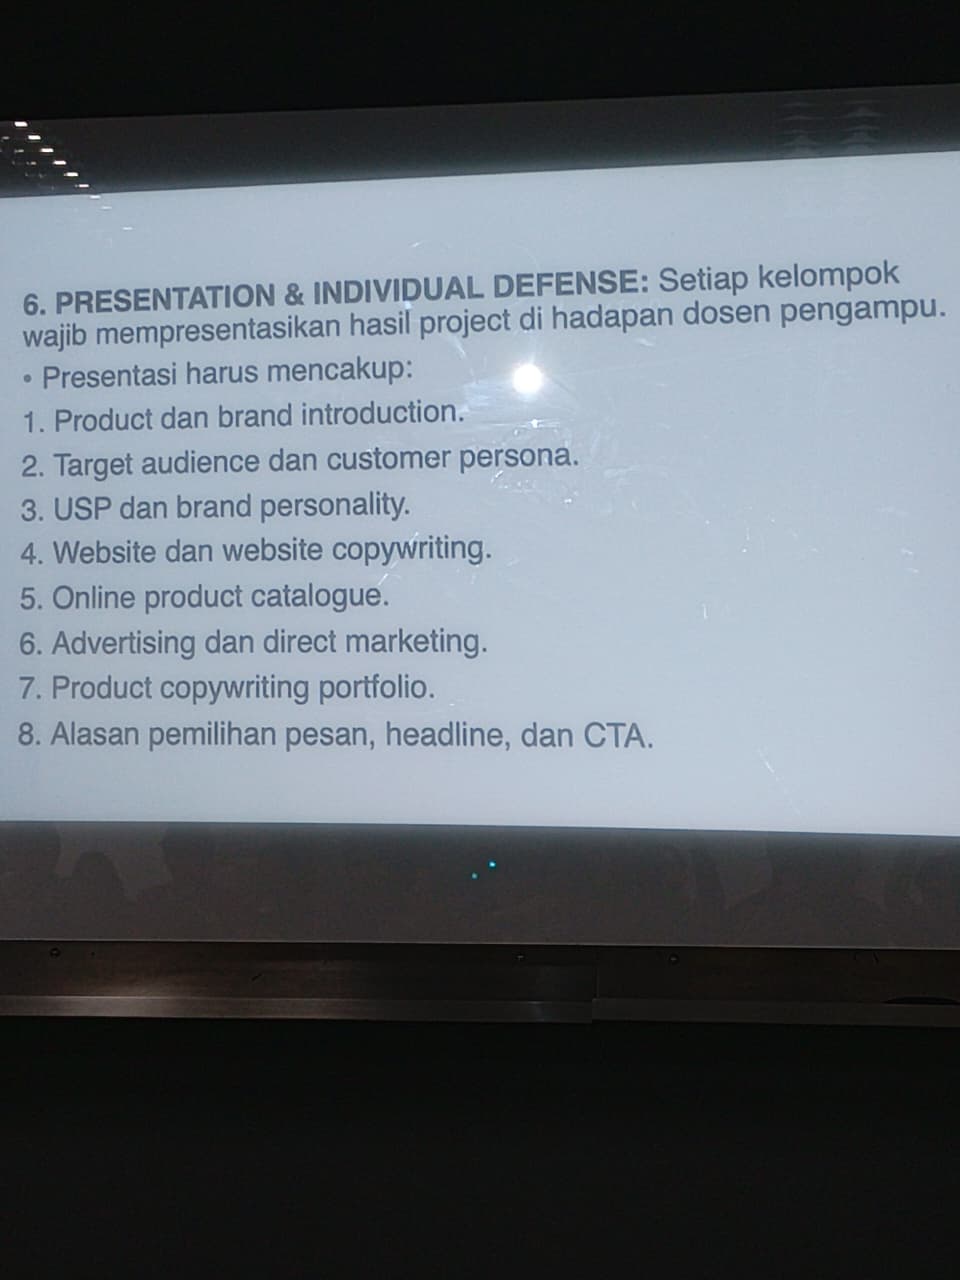 6. PRESENTATION & INDIVIDUAL DEFENSE: Setiap kelompok
wajib mempresentasikan hasil project di hadapan dosen pengampu.
• Presentasi harus mencakup:
1. Product dan brand introduction.
2. Target audience dan customer persona.
3. USP dan brand personality.
4. Website dan website copywriting.
5. Online product catalogue.
6. Advertising dan direct marketing.
7. Product copywriting portfolio.
8. Alasan pemilihan pesan, headline, dan CTA.